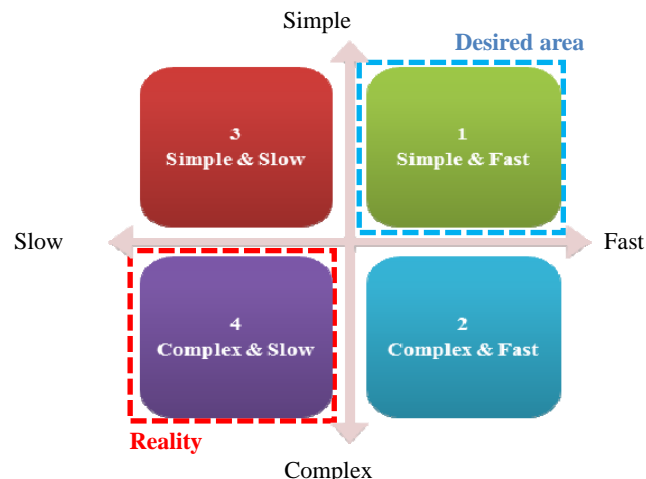 Simple
Desired area
3
Simple & Slow
1
Simple & Fast
Slow
Fast
4
Complex & Slow
2
Complex & Fast
Reality
Complex